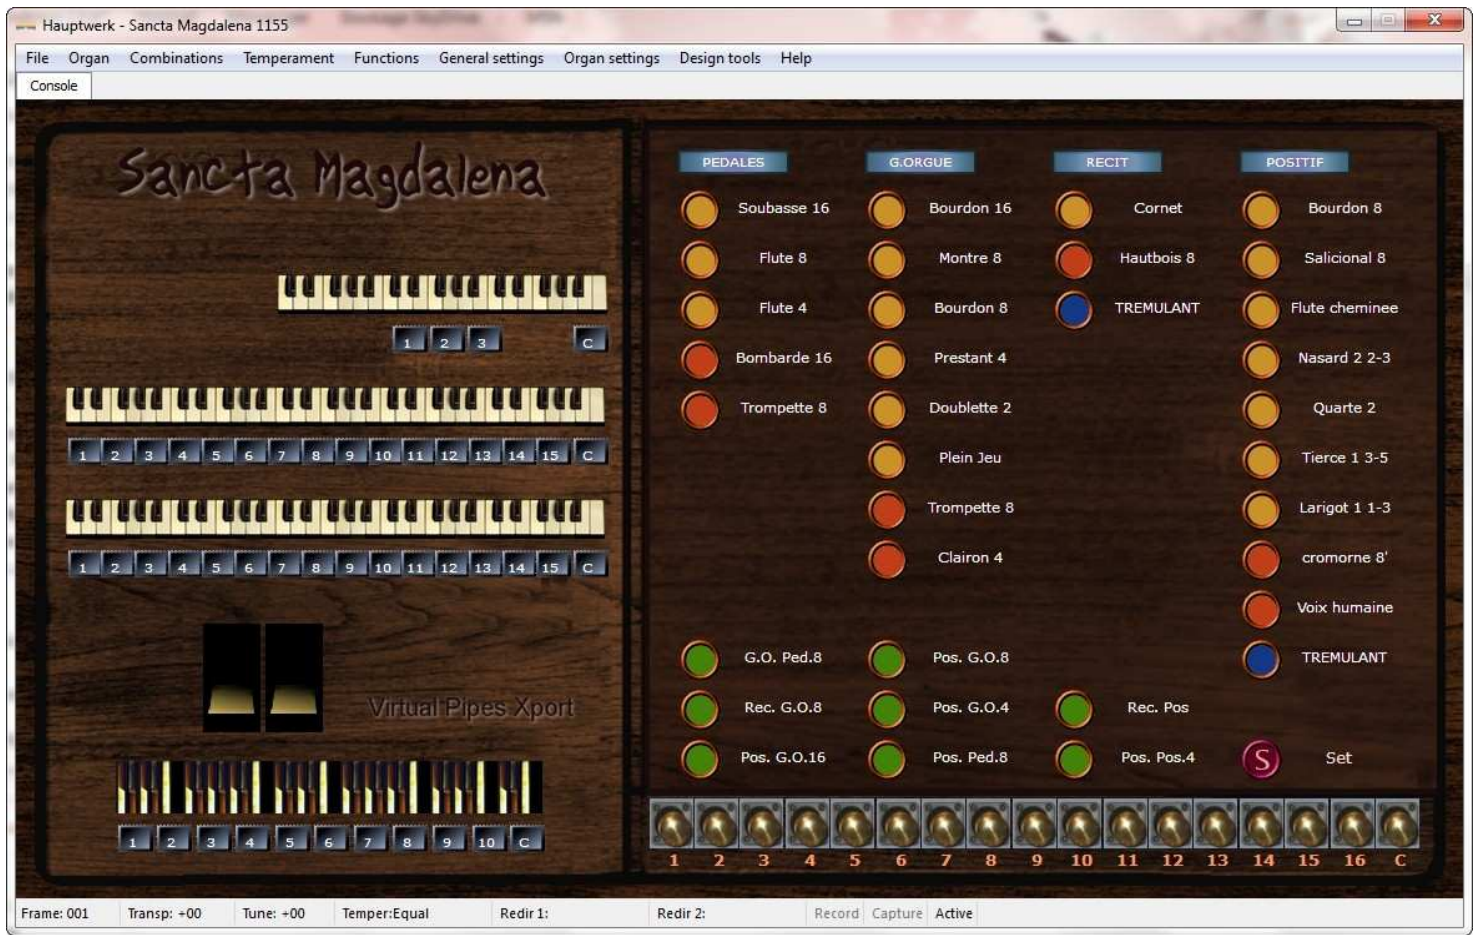 Hauptwerk - Sancta Magdalena 1155
File Organ Combinations Temperament Functions General settings Organ settings Design tools Help
Console
Sancta Magdalena
1 2 3 C
1 2 3 4 5 6 7 8 9 10 11 12 13 14 15 C
1 2 3 4 5 6 7 8 9 10 11 12 13 14 15 C
Virtual Pipes Xport
1 2 3 4 5 6 7 8 9 10 C
PEDALES G.ORGUE RECIT POSITIF
Soubasse 16 Bourdon 16 Cornet Bourdon 8
Flute 8 Montre 8 Hautbois 8 Salicional 8
Flute 4 Bourdon 8 TREMULANT Flute cheminee
Bombarde 16 Prestant 4 Nasard 2 2-3
Trompette 8 Doublette 2 Quarte 2
Plein Jeu Tierce 1 3-5
Trompette 8 Larigot 1 1-3
Clairon 4 cromorne 8'
Voix humaine
G.O. Ped.8 Pos. G.O.8 TREMULANT
Rec. G.O.8 Pos. G.O.4 Rec. Pos
Pos. G.O.16 Pos. Ped.8 Pos. Pos.4 S Set
1 2 3 4 5 6 7 8 9 10 11 12 13 14 15 16 C
Frame: 001 Transp: +00 Tune: +00 Temper:Equal Redir 1: Redir 2: Record Capture Active